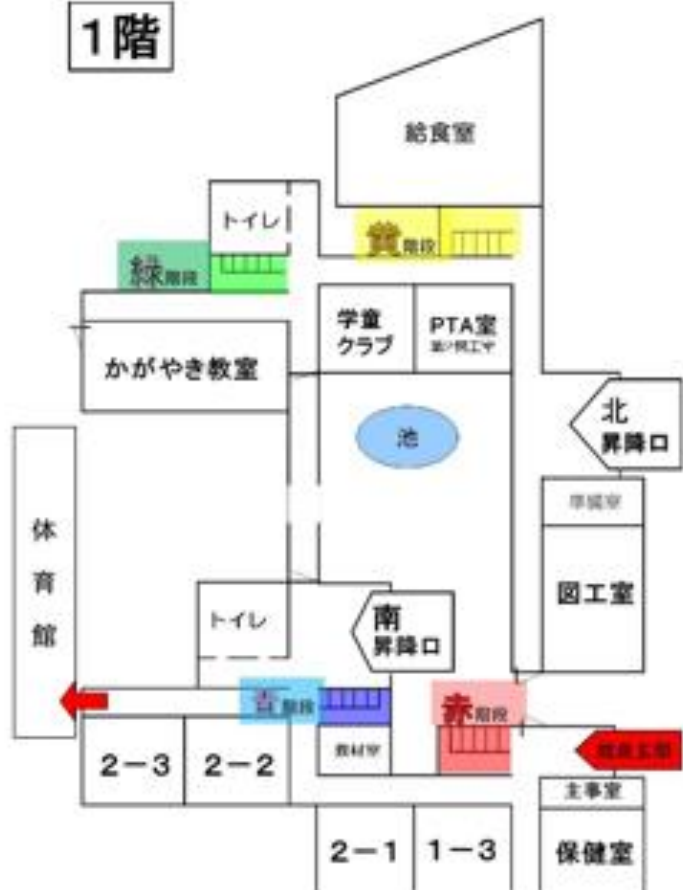 1階
給食室
トイレ
黄階段
緑階段
学童
クラブ
PTA室
かがやき教室
北
昇降口
池
準備室
体
育
館
図工室
トイレ
南
昇降口
青階段
赤階段
教材室
2-3
2-2
主事室
2-1
1-3
保健室